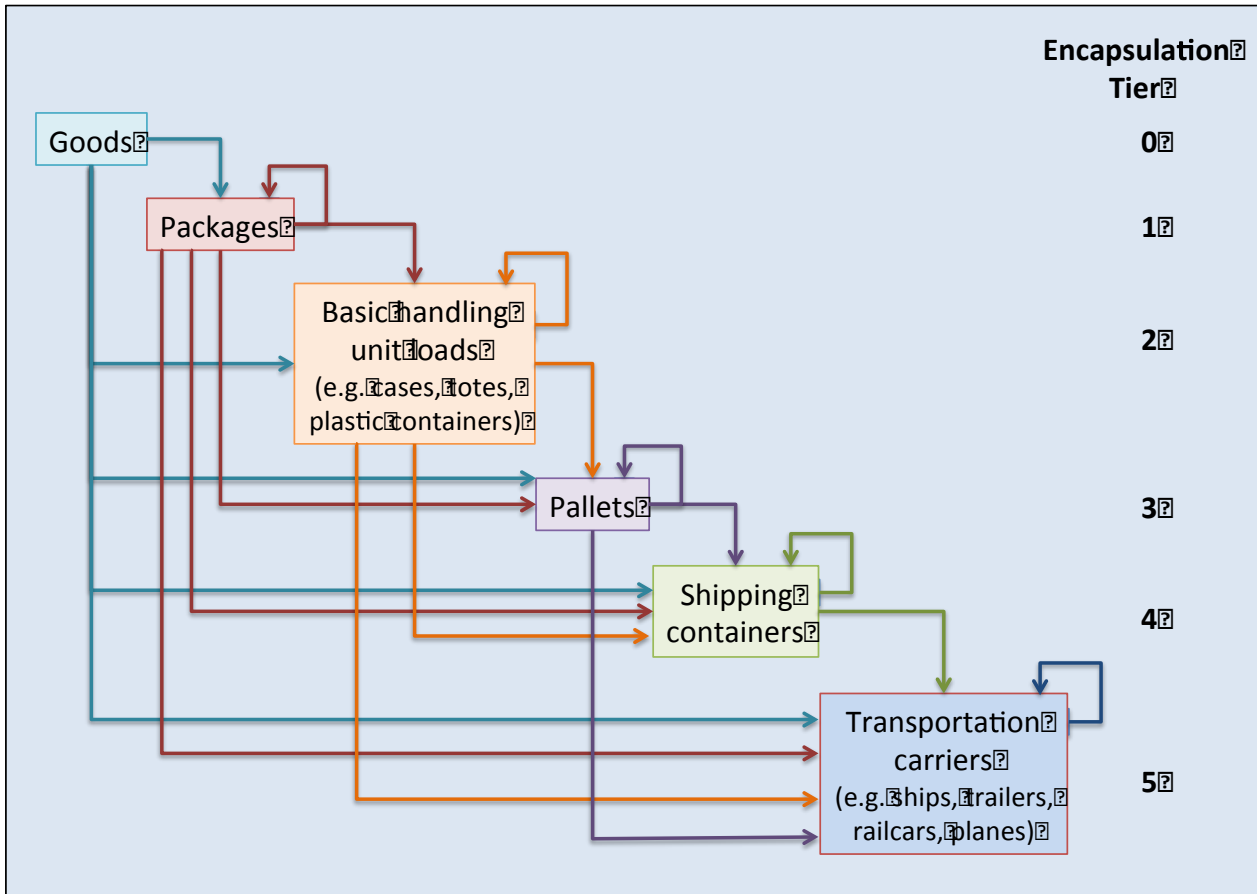 Encapsulation
Tier
Goods
0
Packages
1
Basic handling
unit loads
(e.g. cases, totes,
plastic containers)
2
Pallets
3
Shipping
containers
4
Transportation
carriers
(e.g. ships, trailers,
railcars, planes)
5